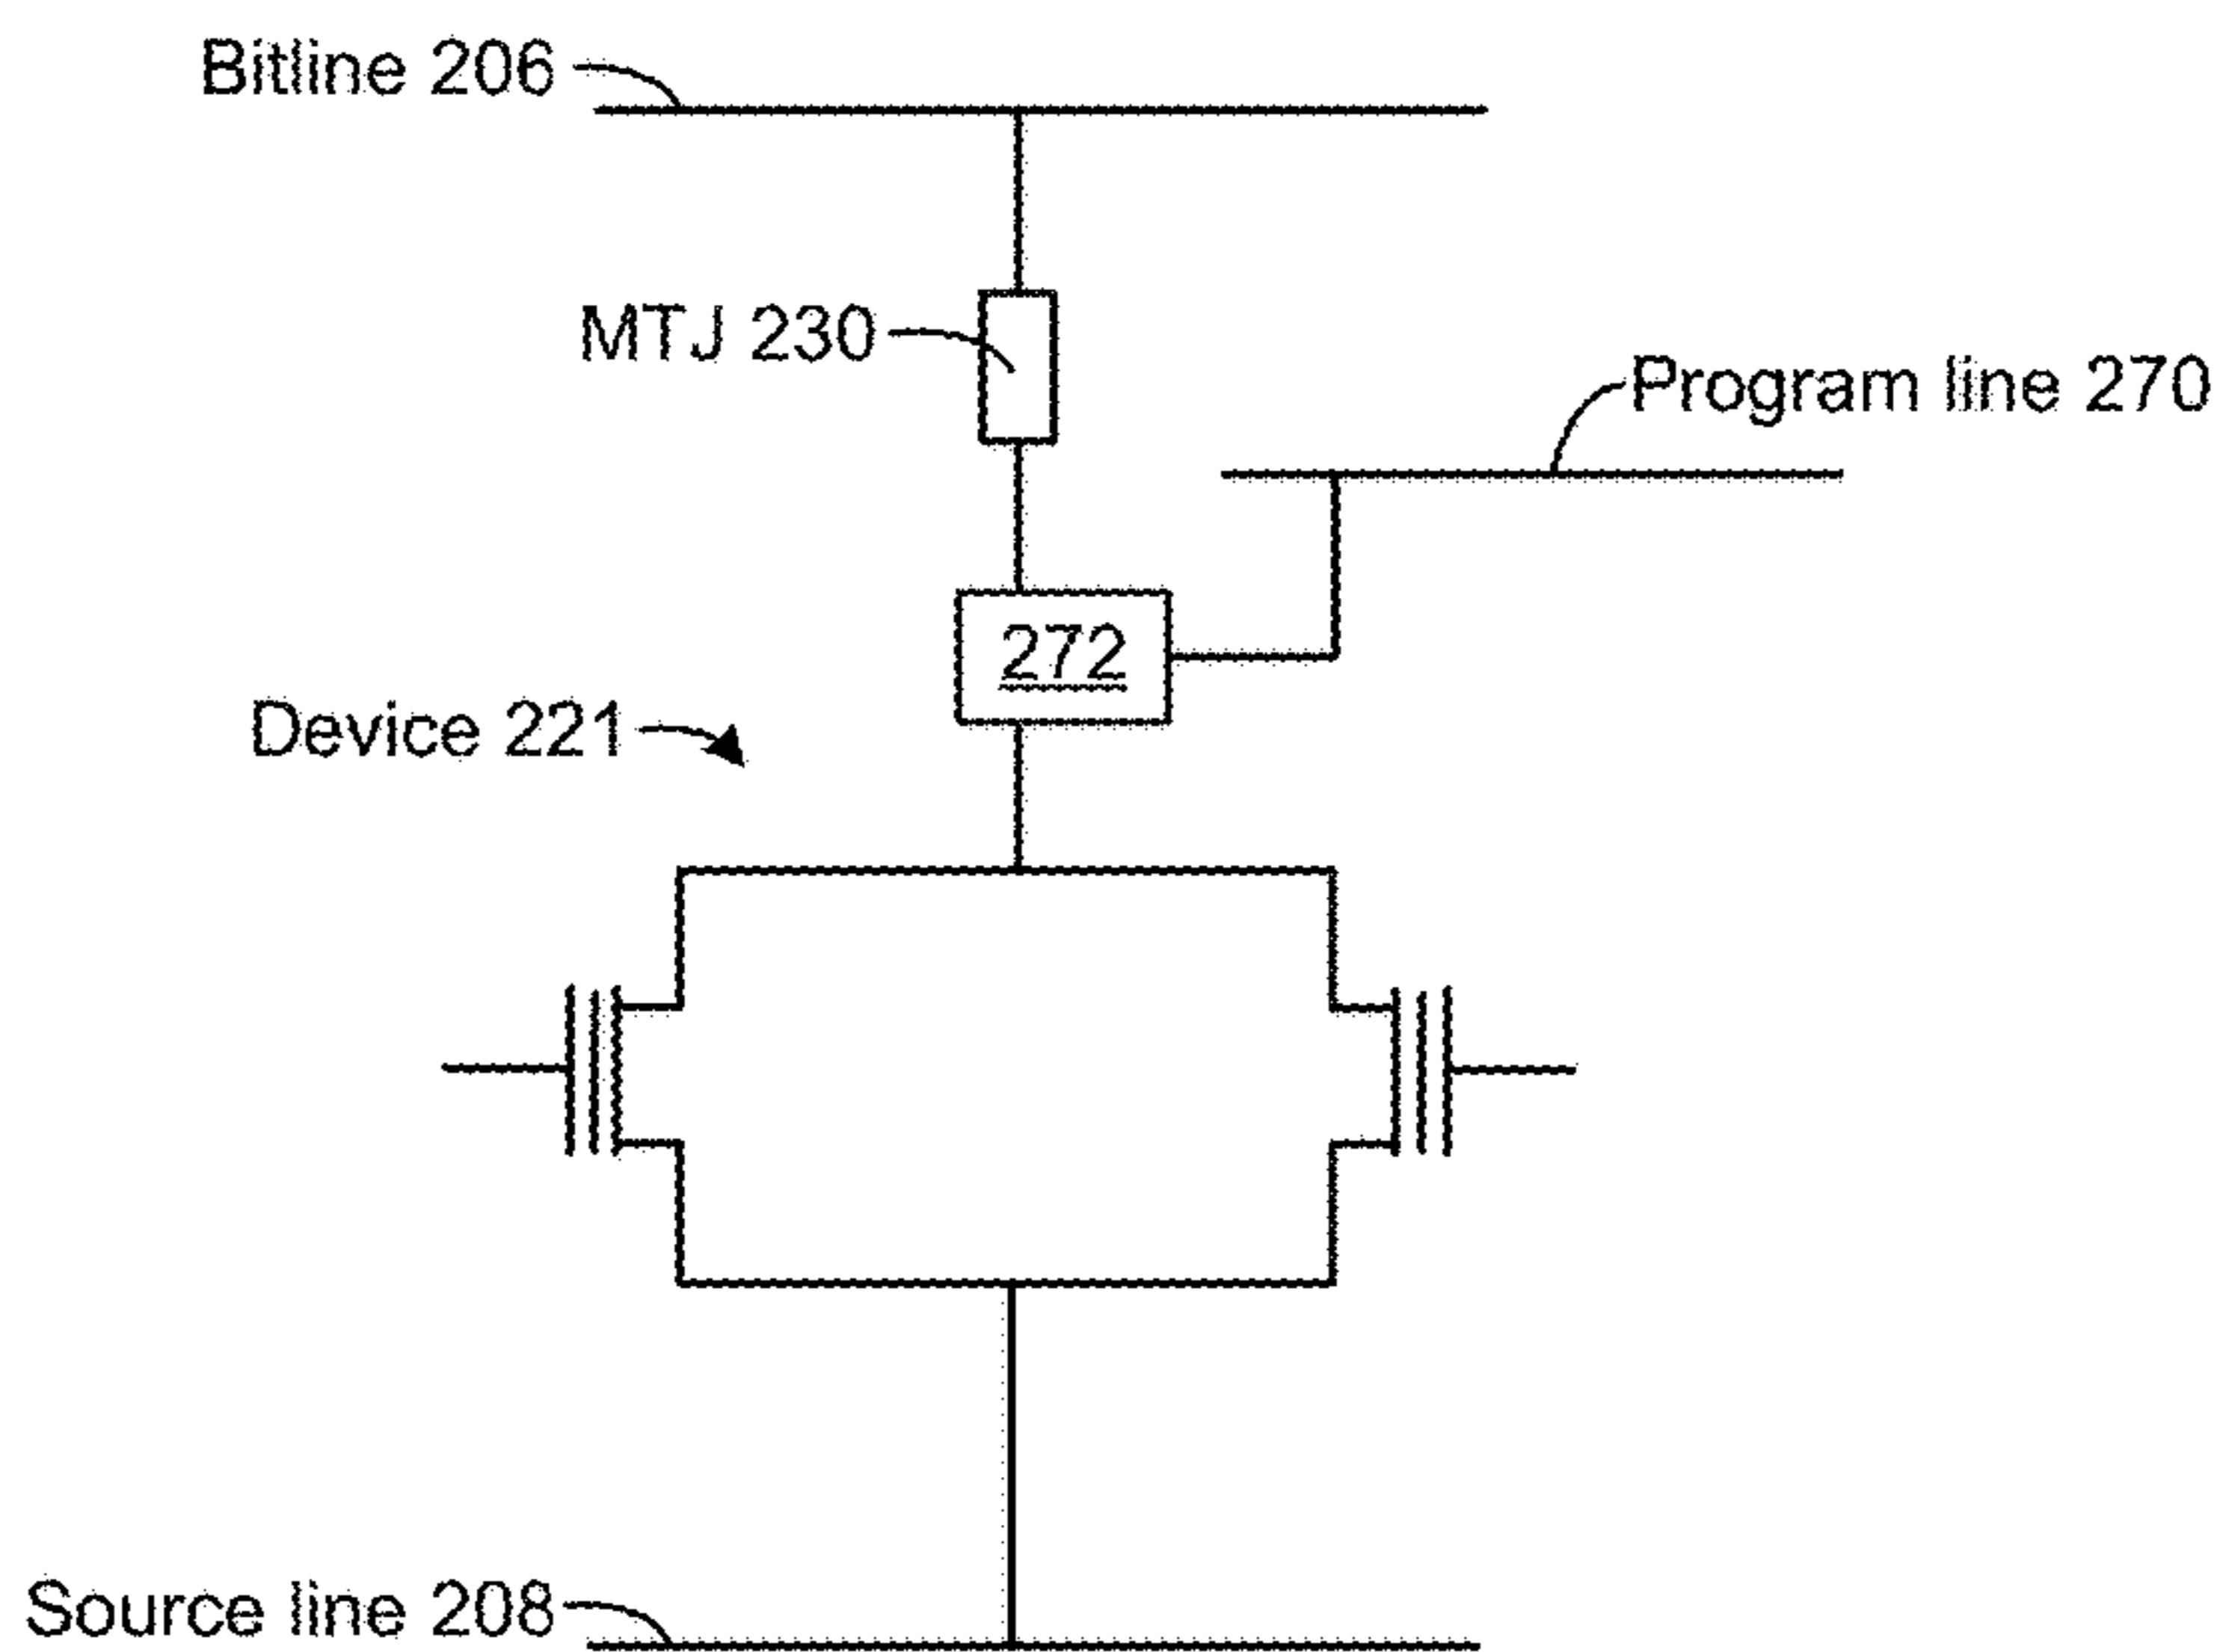 Bitline 206
MTJ 230
Program line 270
272
Device 221
Source line 208